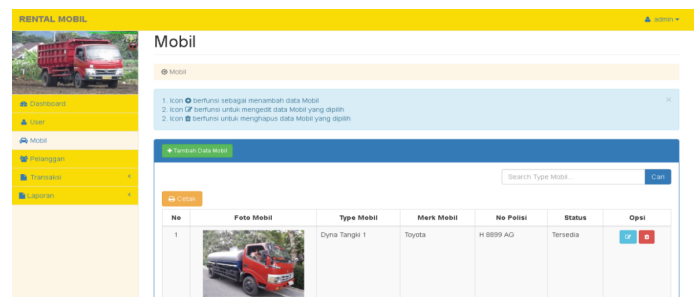 RENTAL MOBIL
admin
Mobil
Mobil
Dashboard
User
Mobil
Pelanggan
Transaksi
Laporan
1. Icon berfunsi sebagai menambah data Mobil
2. Icon berfunsi untuk mengedit data Mobil yang dipilih
2. Icon berfunsi untuk menghapus data Mobil yang dipilih
×
+ Tambah Data Mobil
Search Type Mobil...
Cari
Cetak
No Foto Mobil Type Mobil Merk Mobil No Polisi Status Opsi
1 Dyna Tangki 1 Toyota H 8899 AG Tersedia